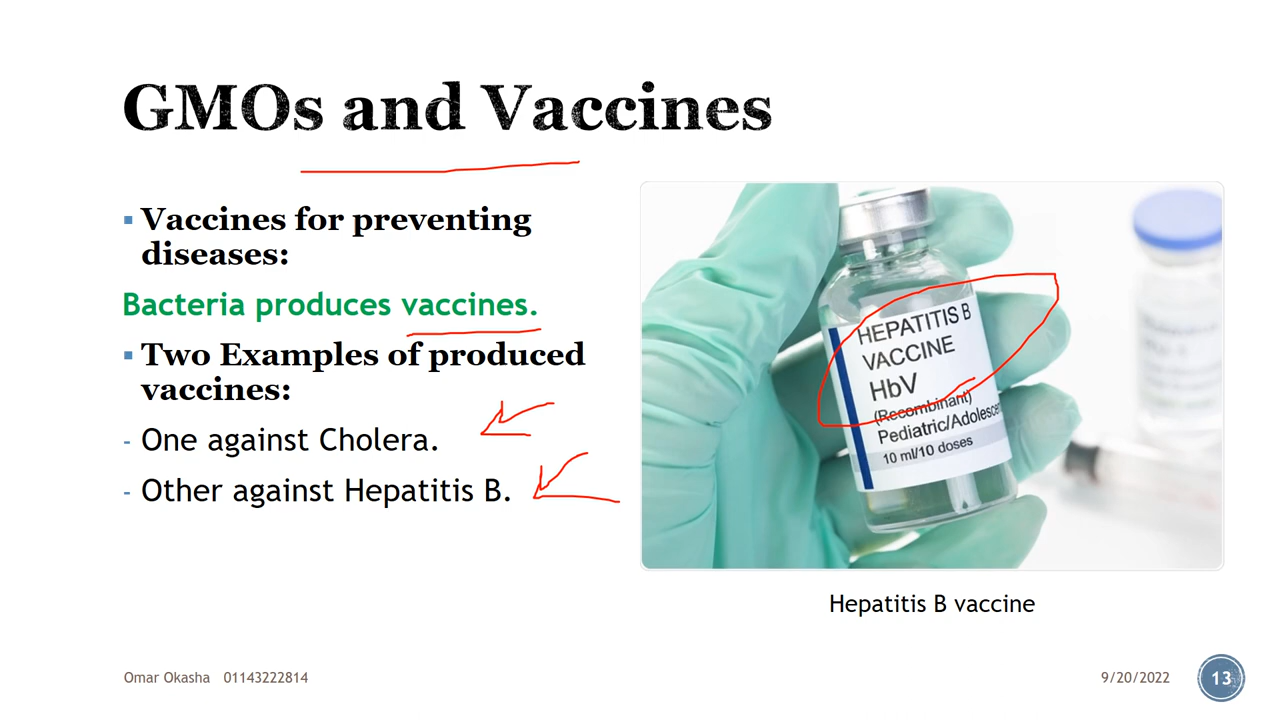 GMOs and Vaccines
▪ Vaccines for preventing
diseases:
Bacteria produces vaccines.
▪ Two Examples of produced
vaccines:
- One against Cholera.
- Other against Hepatitis B.
HEPATITIS B
VACCINE
HbV
(Recombinant)
Pediatric/Adolescen
10 ml/10 doses
Hepatitis B vaccine
Omar Okasha 01143222814
9/20/2022
13